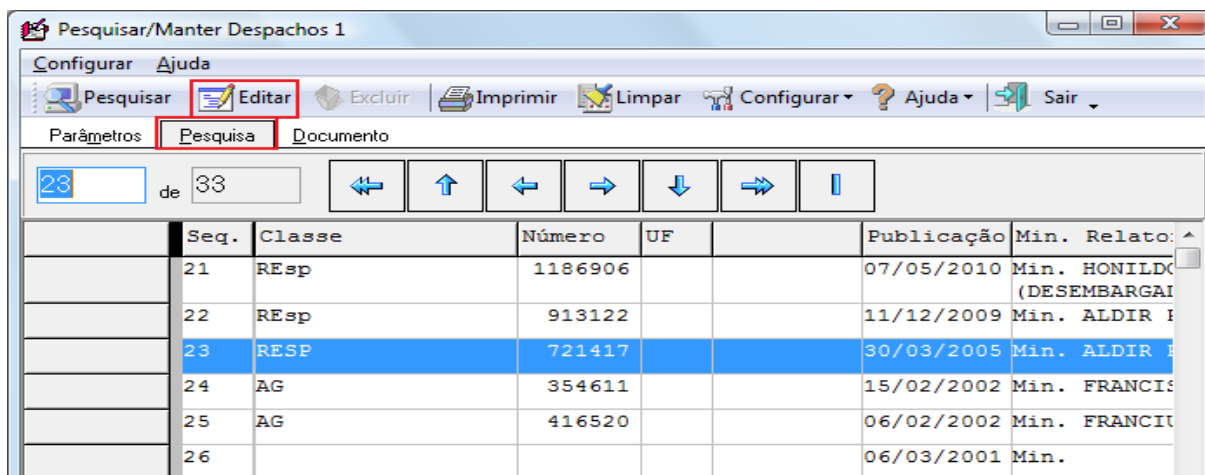 Pesquisar/Manter Despachos 1
Configurar Ajuda
Pesquisar Editar Excluir Imprimir Limpar Configurar Ajuda Sair
Parâmetros Pesquisa Documento
23 de 33
Seq. Classe Número UF Publicação Min. Relato
21 REsp 1186906 07/05/2010 Min. HONILDO
(DESEMBARGAD
22 REsp 913122 11/12/2009 Min. ALDIR P
23 RESP 721417 30/03/2005 Min. ALDIR P
24 AG 354611 15/02/2002 Min. FRANCIS
25 AG 416520 06/02/2002 Min. FRANCIU
26 06/03/2001 Min.